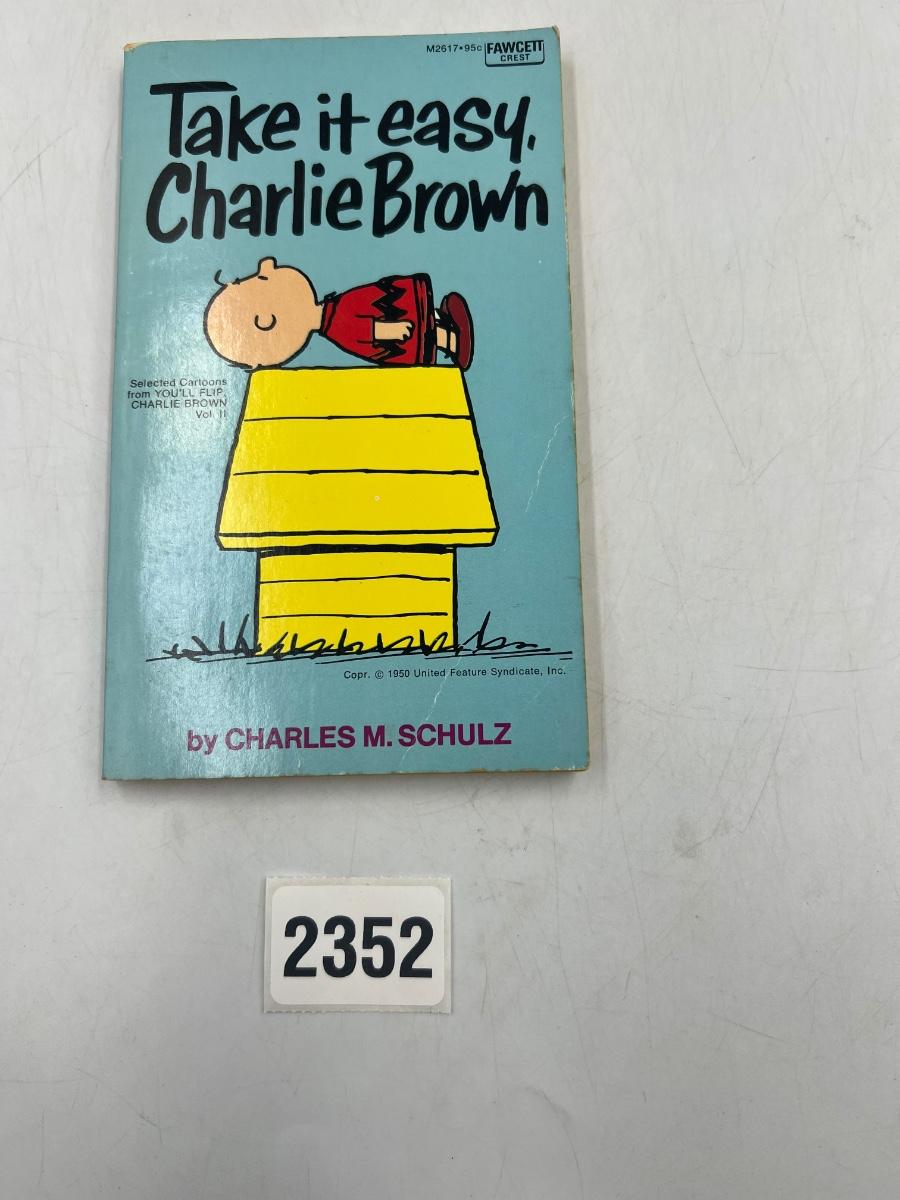 M2617•95c FAWCETT
CREST
Take it easy,
Charlie Brown
Selected Cartoons
from YOU'LL FLIP,
CHARLIE BROWN
Vol. II
Copr. © 1950 United Feature Syndicate, Inc.
by CHARLES M. SCHULZ
2352